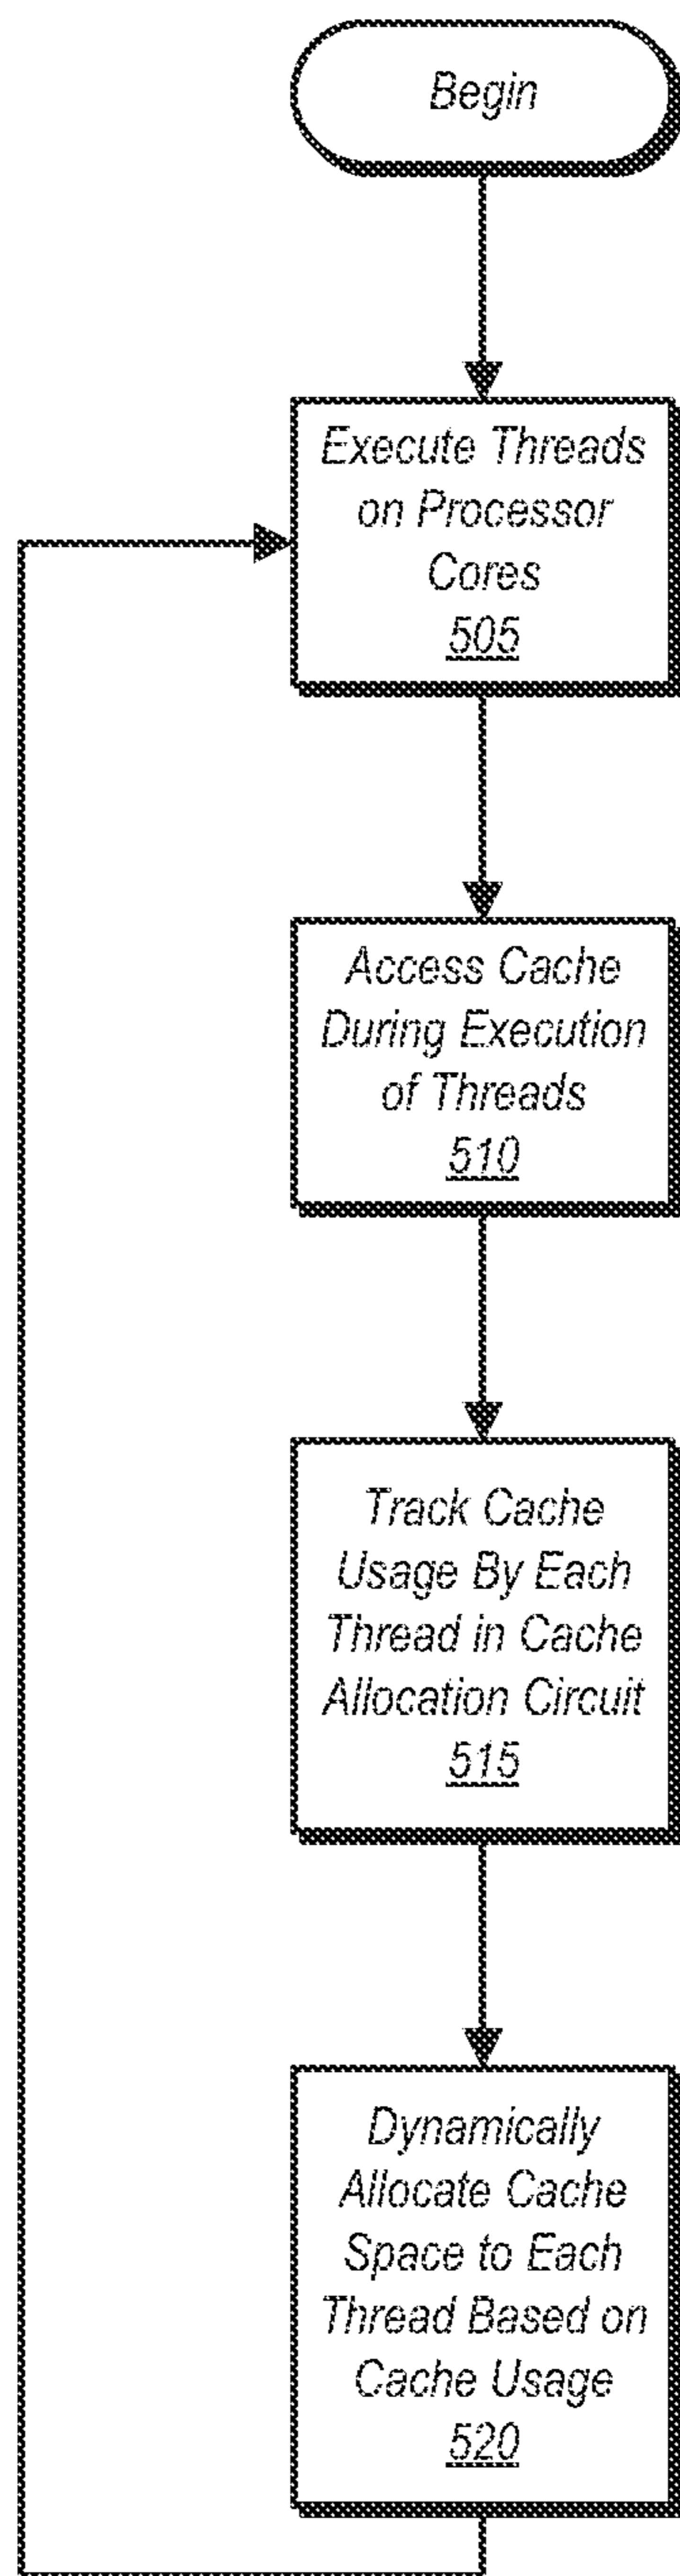 Begin
Execute Threads
on Processor
Cores
505
Access Cache
During Execution
of Threads
510
Track Cache
Usage By Each
Thread in Cache
Allocation Circuit
515
Dynamically
Allocate Cache
Space to Each
Thread Based on
Cache Usage
520